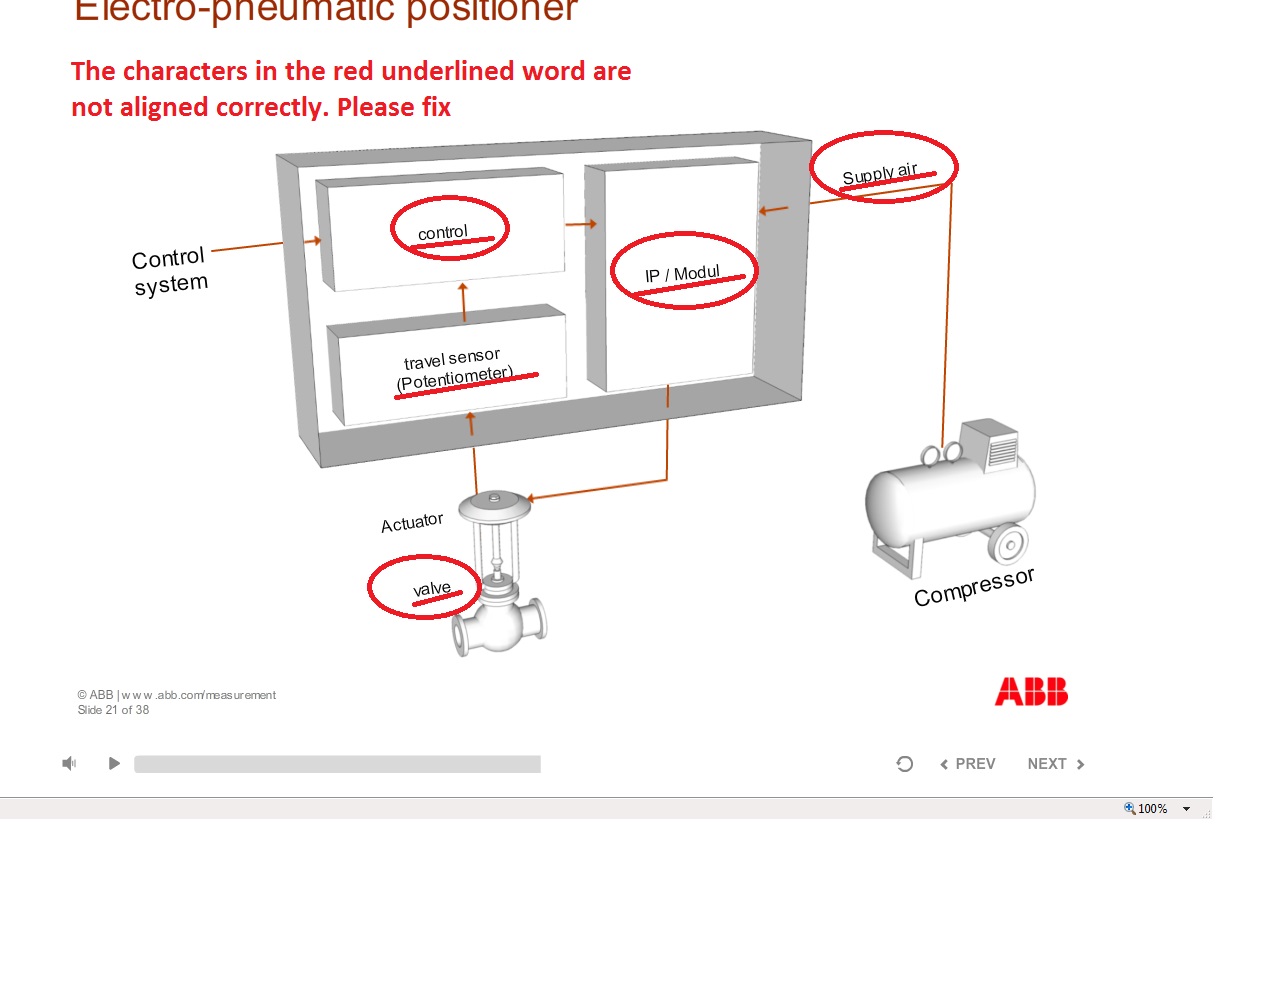 Electro-pneumatic positioner
The characters in the red underlined word are
not aligned correctly. Please fix
Supply air
control
Control
system
IP / Modul
travel sensor
(Potentiometer)
Actuator
valve
Compressor
© ABB | www.abb.com/measurement
Slide 21 of 38
ABB
PREV
NEXT
100%